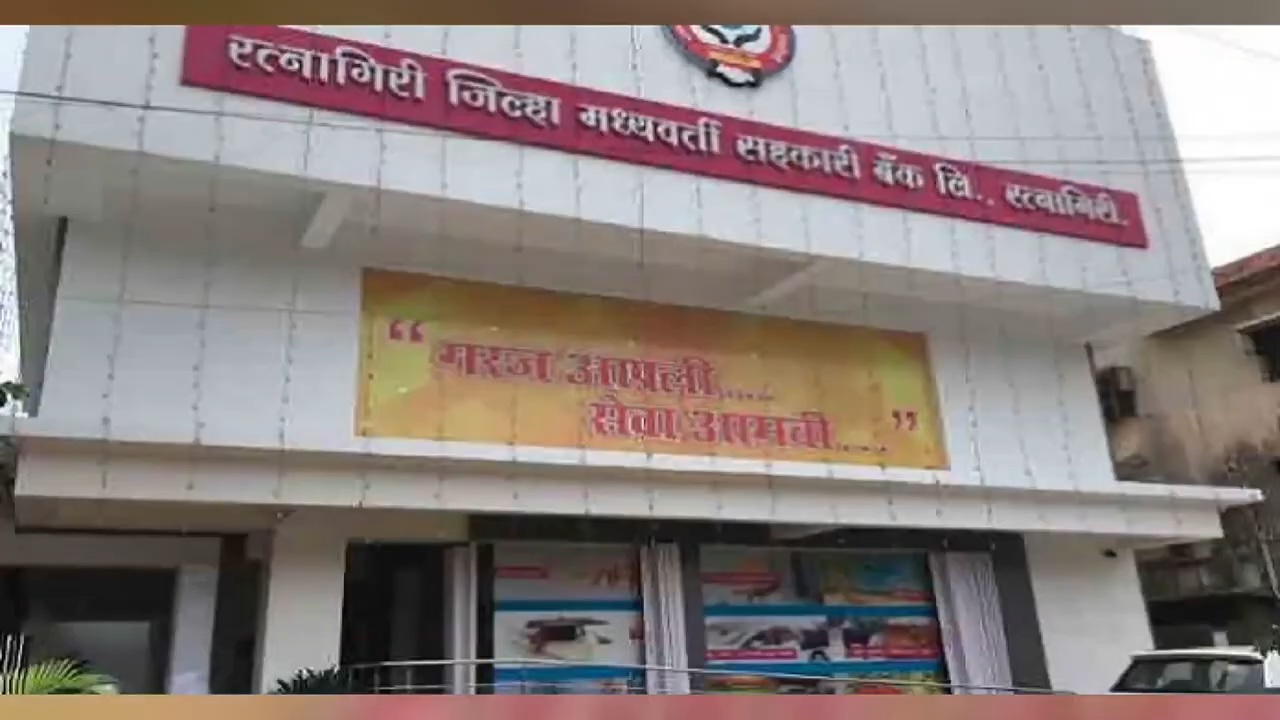 रत्नागिरी जिल्हा मध्यवर्ती सहकारी बँक लि., रत्नागिरी.
“गरज आपली.....
सेवा आमची.....”